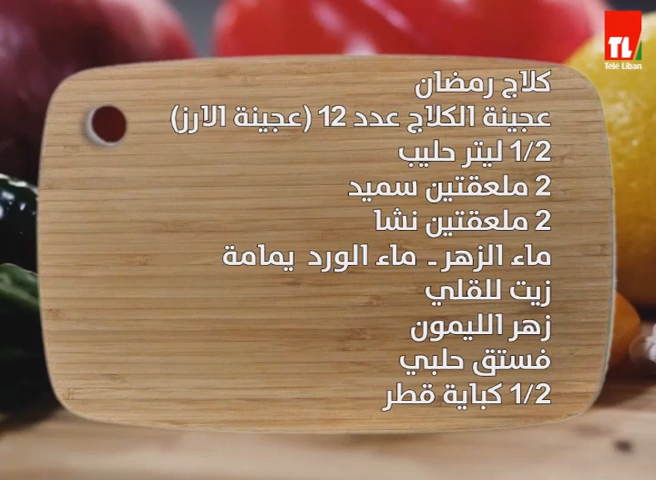 TL
Télé Liban
كلاج رمضان
عجينة الكلاج عدد 12 (عجينة الارز)
1/2 ليتر حليب
2 ملعقتين سميد
2 ملعقتين نشا
ماء الزهر - ماء الورد يمامة
زيت للقلي
زهر الليمون
فستق حلبي
1/2 كباية قطر